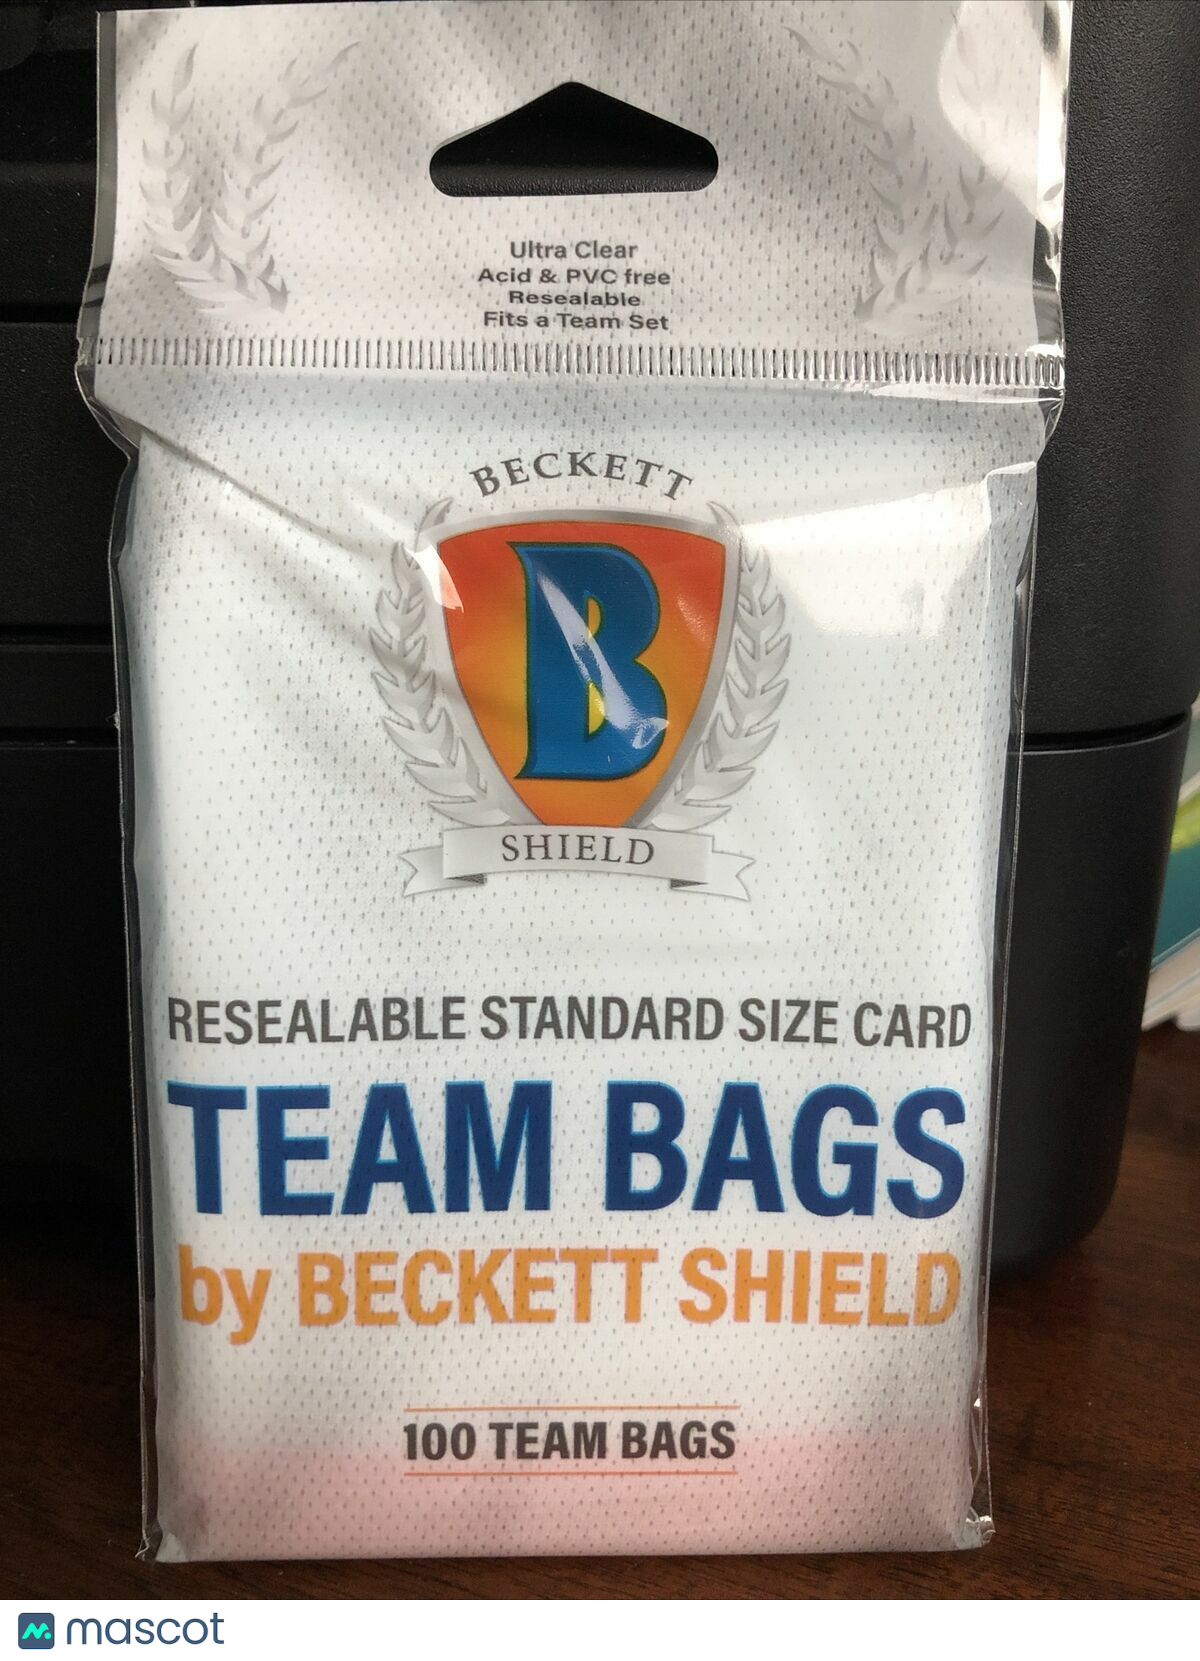 Ultra Clear
Acid & PVC free
Resealable
Fits a Team Set
BECKETT
B
SHIELD
RESEALABLE STANDARD SIZE CARD
TEAM BAGS
by BECKETT SHIELD
100 TEAM BAGS
mascot